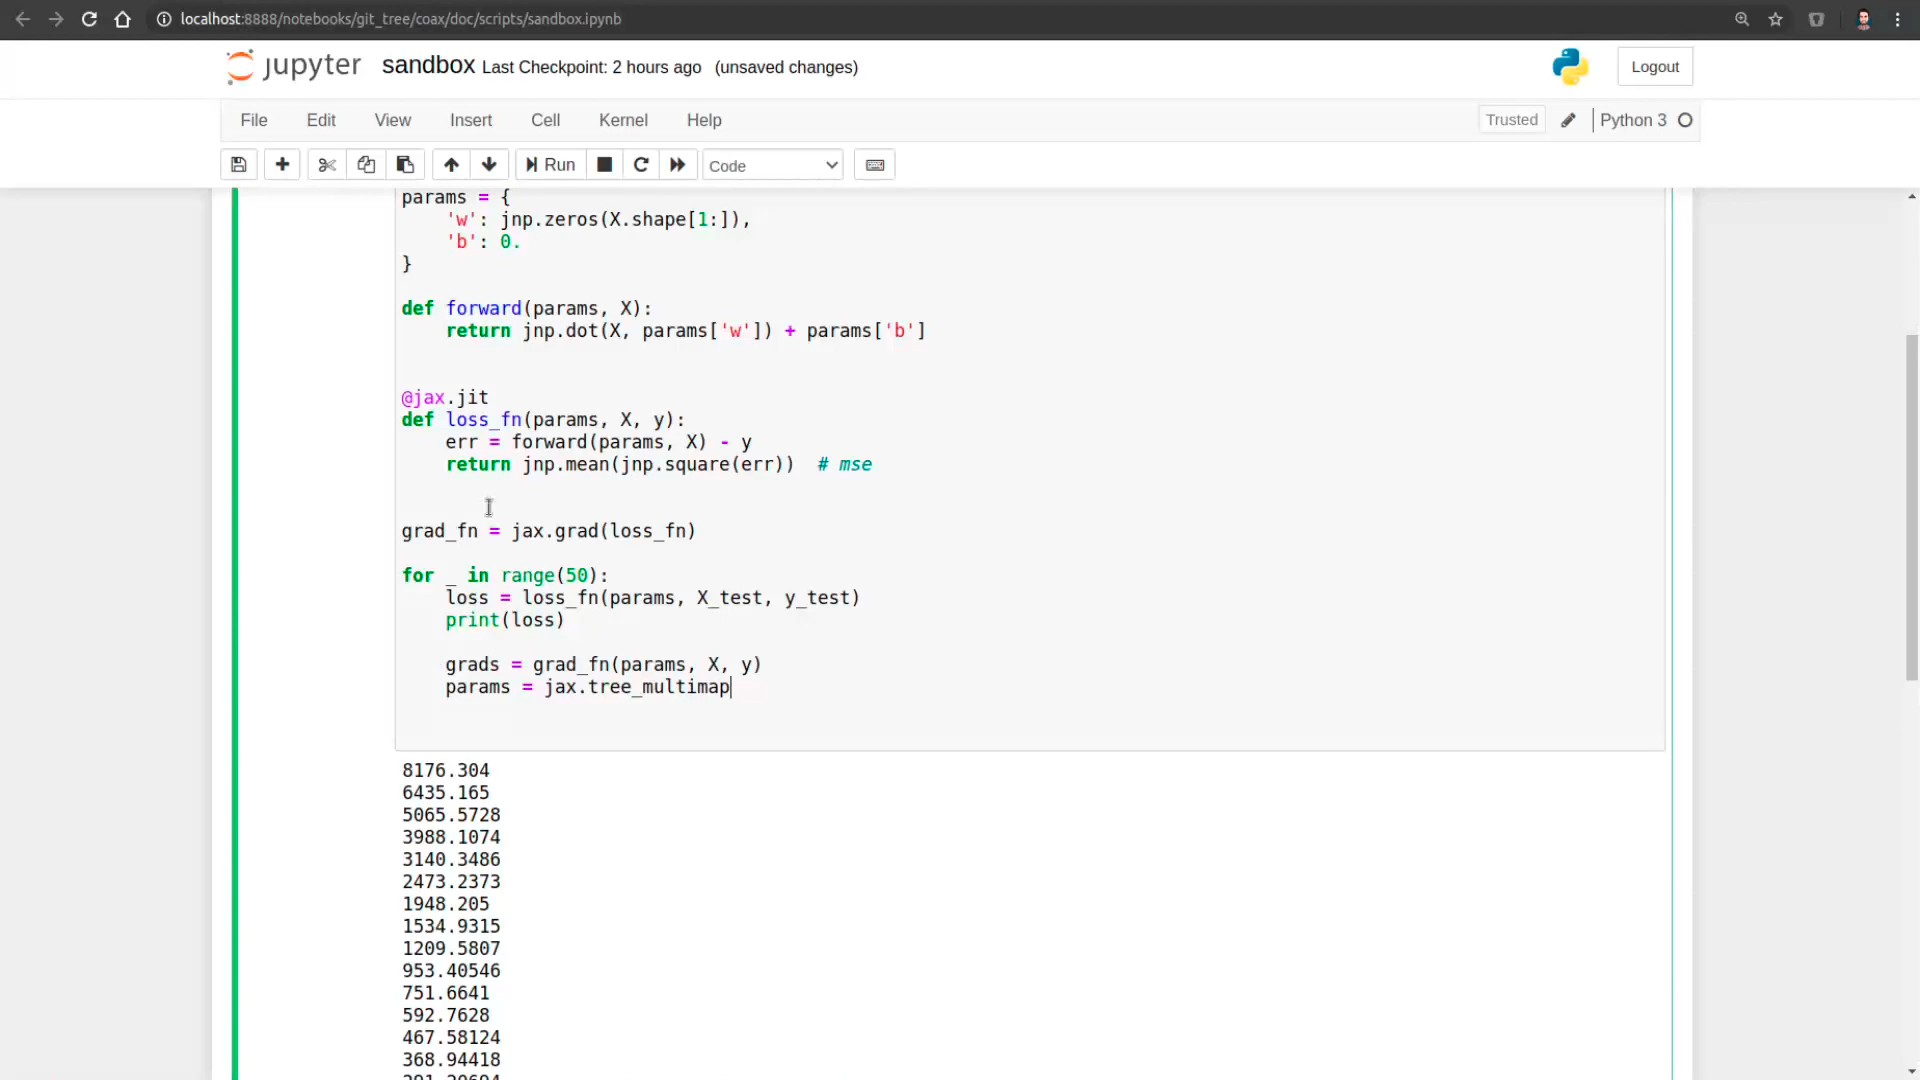 localhost:8888/notebooks/git_tree/coax/doc/scripts/sandbox.ipynb
jupyter sandbox Last Checkpoint: 2 hours ago (unsaved changes) Logout
File Edit View Insert Cell Kernel Help Trusted Python 3
Run Code
params = {
    'w': jnp.zeros(X.shape[1:]),
    'b': 0.
}
def forward(params, X):
    return jnp.dot(X, params['w']) + params['b']
@jax.jit
def loss_fn(params, X, y):
    err = forward(params, X) - y
    return jnp.mean(jnp.square(err))  # mse
grad_fn = jax.grad(loss_fn)
for _ in range(50):
    loss = loss_fn(params, X_test, y_test)
    print(loss)
    grads = grad_fn(params, X, y)
    params = jax.tree_multimap
8176.304
6435.165
5065.5728
3988.1074
3140.3486
2473.2373
1948.205
1534.9315
1209.5807
953.40546
751.6641
592.7628
467.58124
368.94418